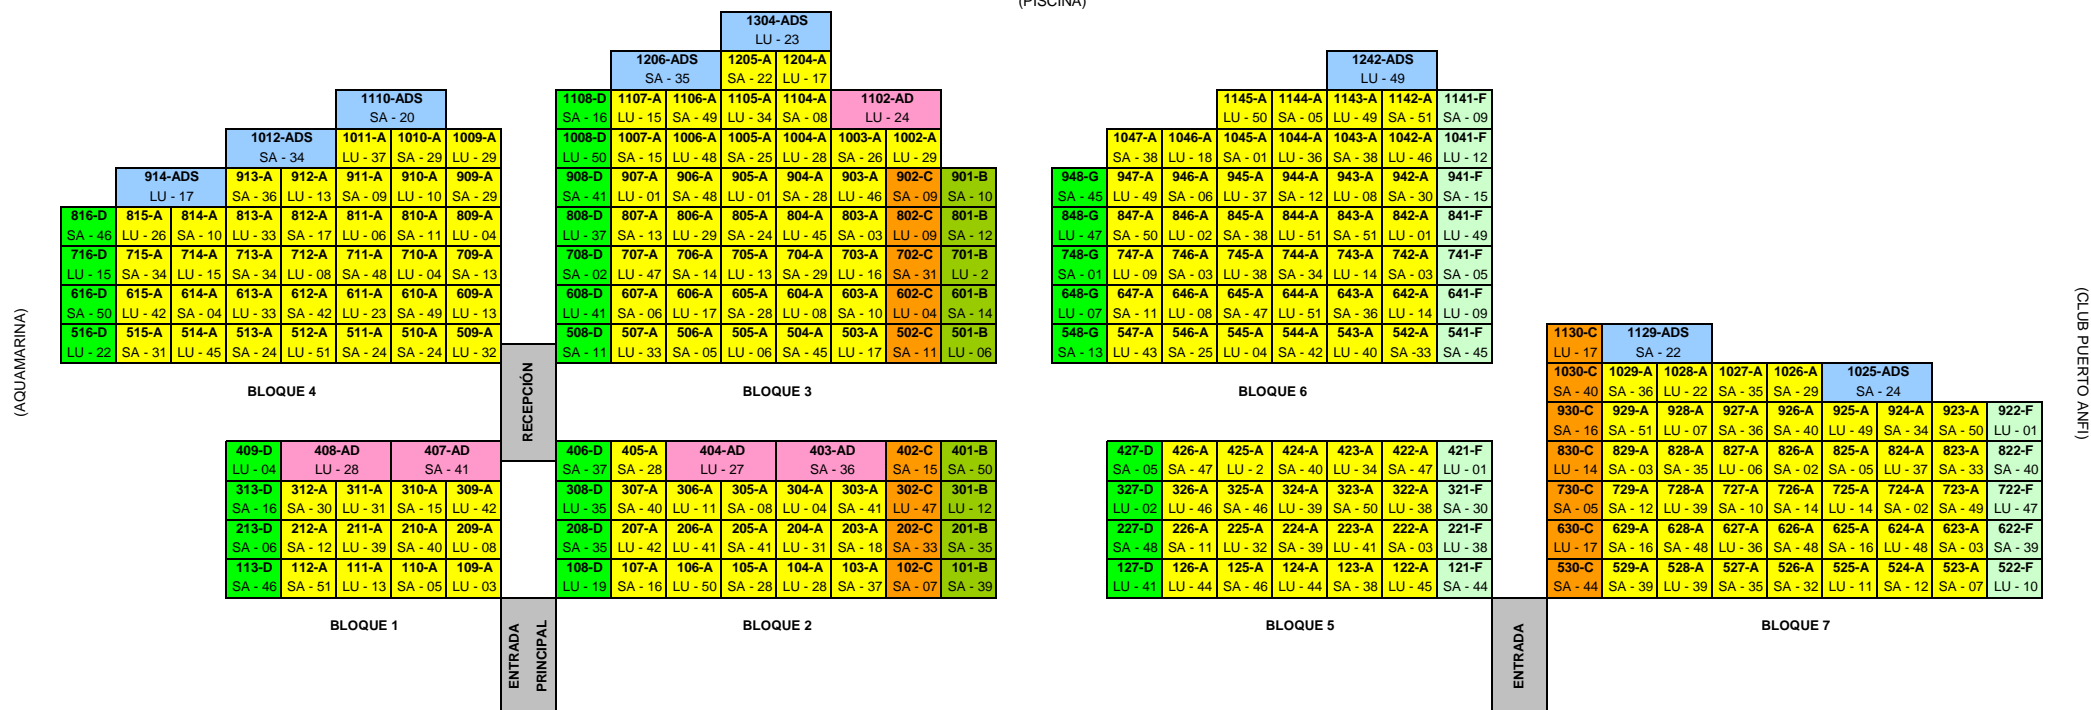 (PISCINA)
1304-ADS
LU - 23
1206-ADS 1205-A 1204-A 1242-ADS
SA - 35 SA - 22 LU - 17 LU - 49
1110-ADS 1108-D 1107-A 1106-A 1105-A 1104-A 1102-AD 1145-A 1144-A 1143-A 1142-A 1141-F
SA - 20 SA - 16 LU - 15 SA - 49 LU - 34 SA - 08 LU - 24 LU - 50 SA - 05 LU - 49 SA - 51 SA - 09
1012-ADS 1011-A 1010-A 1009-A 1008-D 1007-A 1006-A 1005-A 1004-A 1003-A 1002-A 1047-A 1046-A 1045-A 1044-A 1043-A 1042-A 1041-F
SA - 34 LU - 37 SA - 29 LU - 29 LU - 50 SA - 15 LU - 48 SA - 25 LU - 28 SA - 26 LU - 29 SA - 38 LU - 18 SA - 01 LU - 36 SA - 38 LU - 46 LU - 12
914-ADS 913-A 912-A 911-A 910-A 909-A 908-D 907-A 906-A 905-A 904-A 903-A 902-C 901-B 948-G 947-A 946-A 945-A 944-A 943-A 942-A 941-F
LU - 17 SA - 36 LU - 13 SA - 09 LU - 10 SA - 29 SA - 41 LU - 01 SA - 48 LU - 01 SA - 28 LU - 46 SA - 09 SA - 10 SA - 45 LU - 49 SA - 06 LU - 37 SA - 12 LU - 08 SA - 30 SA - 15
816-D 815-A 814-A 813-A 812-A 811-A 810-A 809-A 808-D 807-A 806-A 805-A 804-A 803-A 802-C 801-B 848-G 847-A 846-A 845-A 844-A 843-A 842-A 841-F
SA - 46 LU - 26 SA - 10 LU - 33 SA - 17 LU - 06 SA - 11 LU - 04 LU - 37 SA - 13 LU - 29 SA - 24 LU - 45 SA - 03 LU - 09 SA - 12 LU - 47 SA - 50 LU - 02 SA - 38 LU - 51 SA - 51 LU - 01 LU - 49
716-D 715-A 714-A 713-A 712-A 711-A 710-A 709-A 708-D 707-A 706-A 705-A 704-A 703-A 702-C 701-B 748-G 747-A 746-A 745-A 744-A 743-A 742-A 741-F
LU - 15 SA - 34 LU - 15 SA - 34 LU - 08 SA - 48 LU - 04 SA - 13 SA - 02 LU - 47 SA - 14 LU - 13 SA - 29 LU - 16 SA - 31 LU - 2 SA - 01 LU - 09 SA - 03 LU - 38 SA - 34 LU - 14 SA - 03 SA - 05
616-D 615-A 614-A 613-A 612-A 611-A 610-A 609-A 608-D 607-A 606-A 605-A 604-A 603-A 602-C 601-B 648-G 647-A 646-A 645-A 644-A 643-A 642-A 641-F
SA - 50 LU - 42 SA - 04 LU - 33 SA - 42 LU - 23 SA - 49 LU - 13 LU - 41 SA - 06 LU - 17 SA - 28 LU - 08 SA - 10 LU - 04 SA - 14 LU - 07 SA - 11 LU - 08 SA - 47 LU - 51 SA - 36 LU - 14 LU - 09
516-D 515-A 514-A 513-A 512-A 511-A 510-A 509-A 508-D 507-A 506-A 505-A 504-A 503-A 502-C 501-B 548-G 547-A 546-A 545-A 544-A 543-A 542-A 541-F 1130-C 1129-ADS
LU - 22 SA - 31 LU - 45 SA - 24 LU - 51 SA - 24 SA - 24 LU - 32 SA - 11 LU - 33 SA - 05 LU - 06 SA - 45 LU - 17 SA - 11 LU - 06 SA - 13 LU - 43 SA - 25 LU - 04 SA - 42 LU - 40 SA -33 SA - 45 LU - 17 SA - 22
(AQUAMARINA)
(CLUB PUERTO ANFI)
RECEPCIÓN
BLOQUE 4 BLOQUE 3 BLOQUE 6
1030-C 1029-A 1028-A 1027-A 1026-A 1025-ADS
SA - 40 SA - 36 LU - 22 SA - 35 SA - 29 SA - 24
930-C 929-A 928-A 927-A 926-A 925-A 924-A 923-A 922-F
SA - 16 SA - 51 LU - 07 SA - 36 SA - 40 LU - 49 SA - 34 SA - 50 LU - 01
409-D 408-AD 407-AD 406-D 405-A 404-AD 403-AD 402-C 401-B 427-D 426-A 425-A 424-A 423-A 422-A 421-F 830-C 829-A 828-A 827-A 826-A 825-A 824-A 823-A 822-F
LU - 04 LU - 28 SA - 41 SA - 37 SA - 28 LU - 27 SA - 36 SA - 15 SA - 50 SA - 05 SA - 47 LU - 2 SA - 40 LU - 34 SA - 47 LU - 01 LU - 14 SA - 03 SA - 35 LU - 06 SA - 02 SA - 05 LU - 37 SA - 33 SA - 40
313-D 312-A 311-A 310-A 309-A 308-D 307-A 306-A 305-A 304-A 303-A 302-C 301-B 327-D 326-A 325-A 324-A 323-A 322-A 321-F 730-C 729-A 728-A 727-A 726-A 725-A 724-A 723-A 722-F
SA - 16 SA - 30 LU - 31 SA - 15 LU - 42 LU - 35 SA - 40 LU - 11 SA - 08 LU - 04 SA - 41 LU - 47 LU - 12 LU - 02 LU - 46 SA - 46 LU - 39 SA - 50 LU - 38 SA - 30 SA - 05 SA - 12 LU - 39 SA - 10 SA - 14 LU - 14 SA - 02 SA - 49 LU - 47
213-D 212-A 211-A 210-A 209-A 208-D 207-A 206-A 205-A 204-A 203-A 202-C 201-B 227-D 226-A 225-A 224-A 223-A 222-A 221-F 630-C 629-A 628-A 627-A 626-A 625-A 624-A 623-A 622-F
SA - 06 SA - 12 LU - 39 SA - 40 LU - 08 SA - 35 LU - 42 LU - 41 SA - 41 LU - 31 SA - 18 SA - 33 SA - 35 SA - 48 SA - 11 LU - 32 SA - 39 LU - 41 SA - 03 LU - 38 LU - 17 SA - 16 SA - 48 LU - 36 SA - 48 SA - 16 LU - 48 SA - 03 SA - 39
113-D 112-A 111-A 110-A 109-A 108-D 107-A 106-A 105-A 104-A 103-A 102-C 101-B 127-D 126-A 125-A 124-A 123-A 122-A 121-F 530-C 529-A 528-A 527-A 526-A 525-A 524-A 523-A 522-F
SA - 46 SA - 51 LU - 13 SA - 05 LU - 03 LU - 19 SA - 16 LU - 50 SA - 28 LU - 28 SA - 37 SA - 07 SA - 39 LU - 41 LU - 44 SA - 46 LU - 44 SA - 38 LU - 45 SA - 44 SA - 44 SA - 39 LU - 39 SA - 35 SA - 32 LU - 11 SA - 12 SA - 07 LU - 10
BLOQUE 1 BLOQUE 2 BLOQUE 5 BLOQUE 7
ENTRADA
PRINCIPAL
ENTRADA